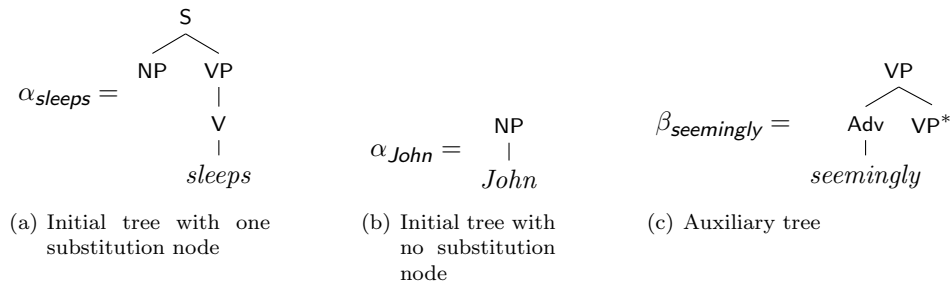 S
NP VP
α_sleeps =
V
sleeps
(a) Initial tree with one
substitution node
NP
α_John =
John
(b) Initial tree with
no substitution
node
VP
β_seemingly =
Adv VP*
seemingly
(c) Auxiliary tree